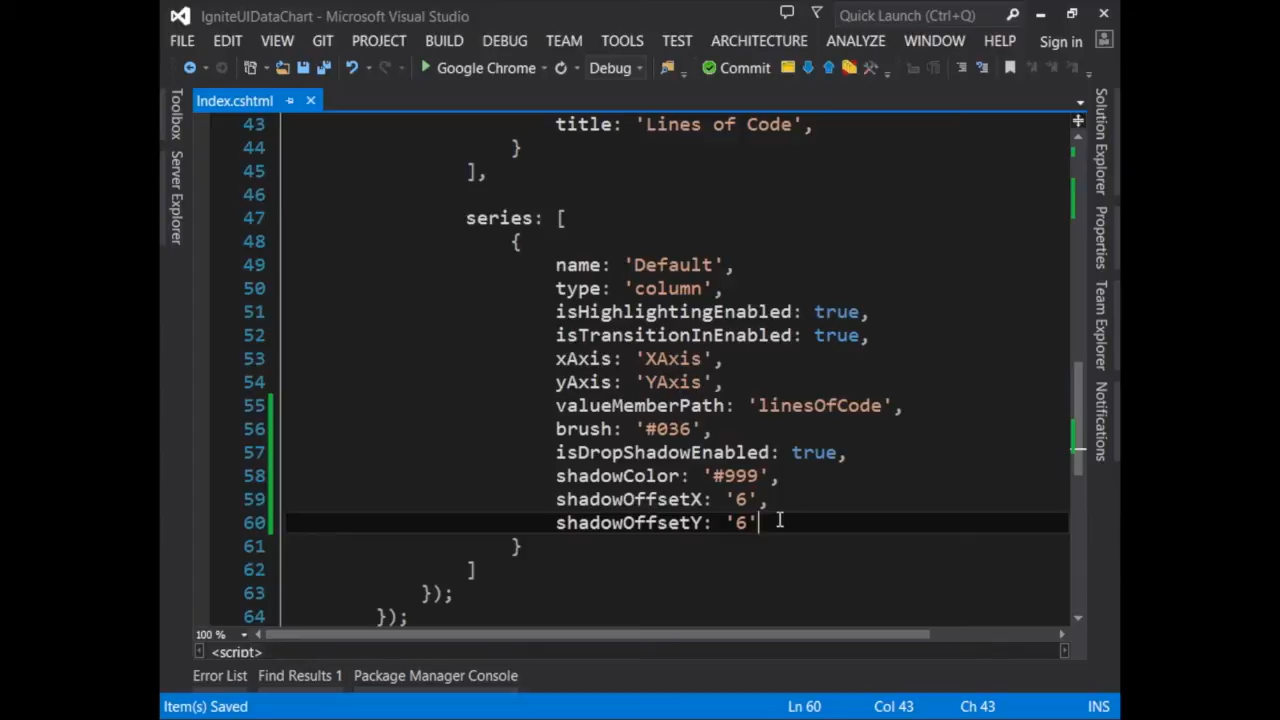 IgniteUIDataChart - Microsoft Visual Studio
Quick Launch (Ctrl+Q)
FILE EDIT VIEW GIT PROJECT BUILD DEBUG TEAM TOOLS TEST ARCHITECTURE ANALYZE WINDOW HELP Sign in
Google Chrome Debug Commit
Index.cshtml
Toolbox
Server Explorer
43 title: 'Lines of Code',
44 }
45 ],
46
47 series: [
48 {
49 name: 'Default',
50 type: 'column',
51 isHighlightingEnabled: true,
52 isTransitionInEnabled: true,
53 xAxis: 'XAxis',
54 yAxis: 'YAxis',
55 valueMemberPath: 'linesOfCode',
56 brush: '#036',
57 isDropShadowEnabled: true,
58 shadowColor: '#999',
59 shadowOffsetX: '6',
60 shadowOffsetY: '6'
61 }
62 ]
63 });
64 });
Solution Explorer
Properties
Team Explorer
Notifications
100 %
<script>
Error List Find Results 1 Package Manager Console
Item(s) Saved Ln 60 Col 43 Ch 43 INS